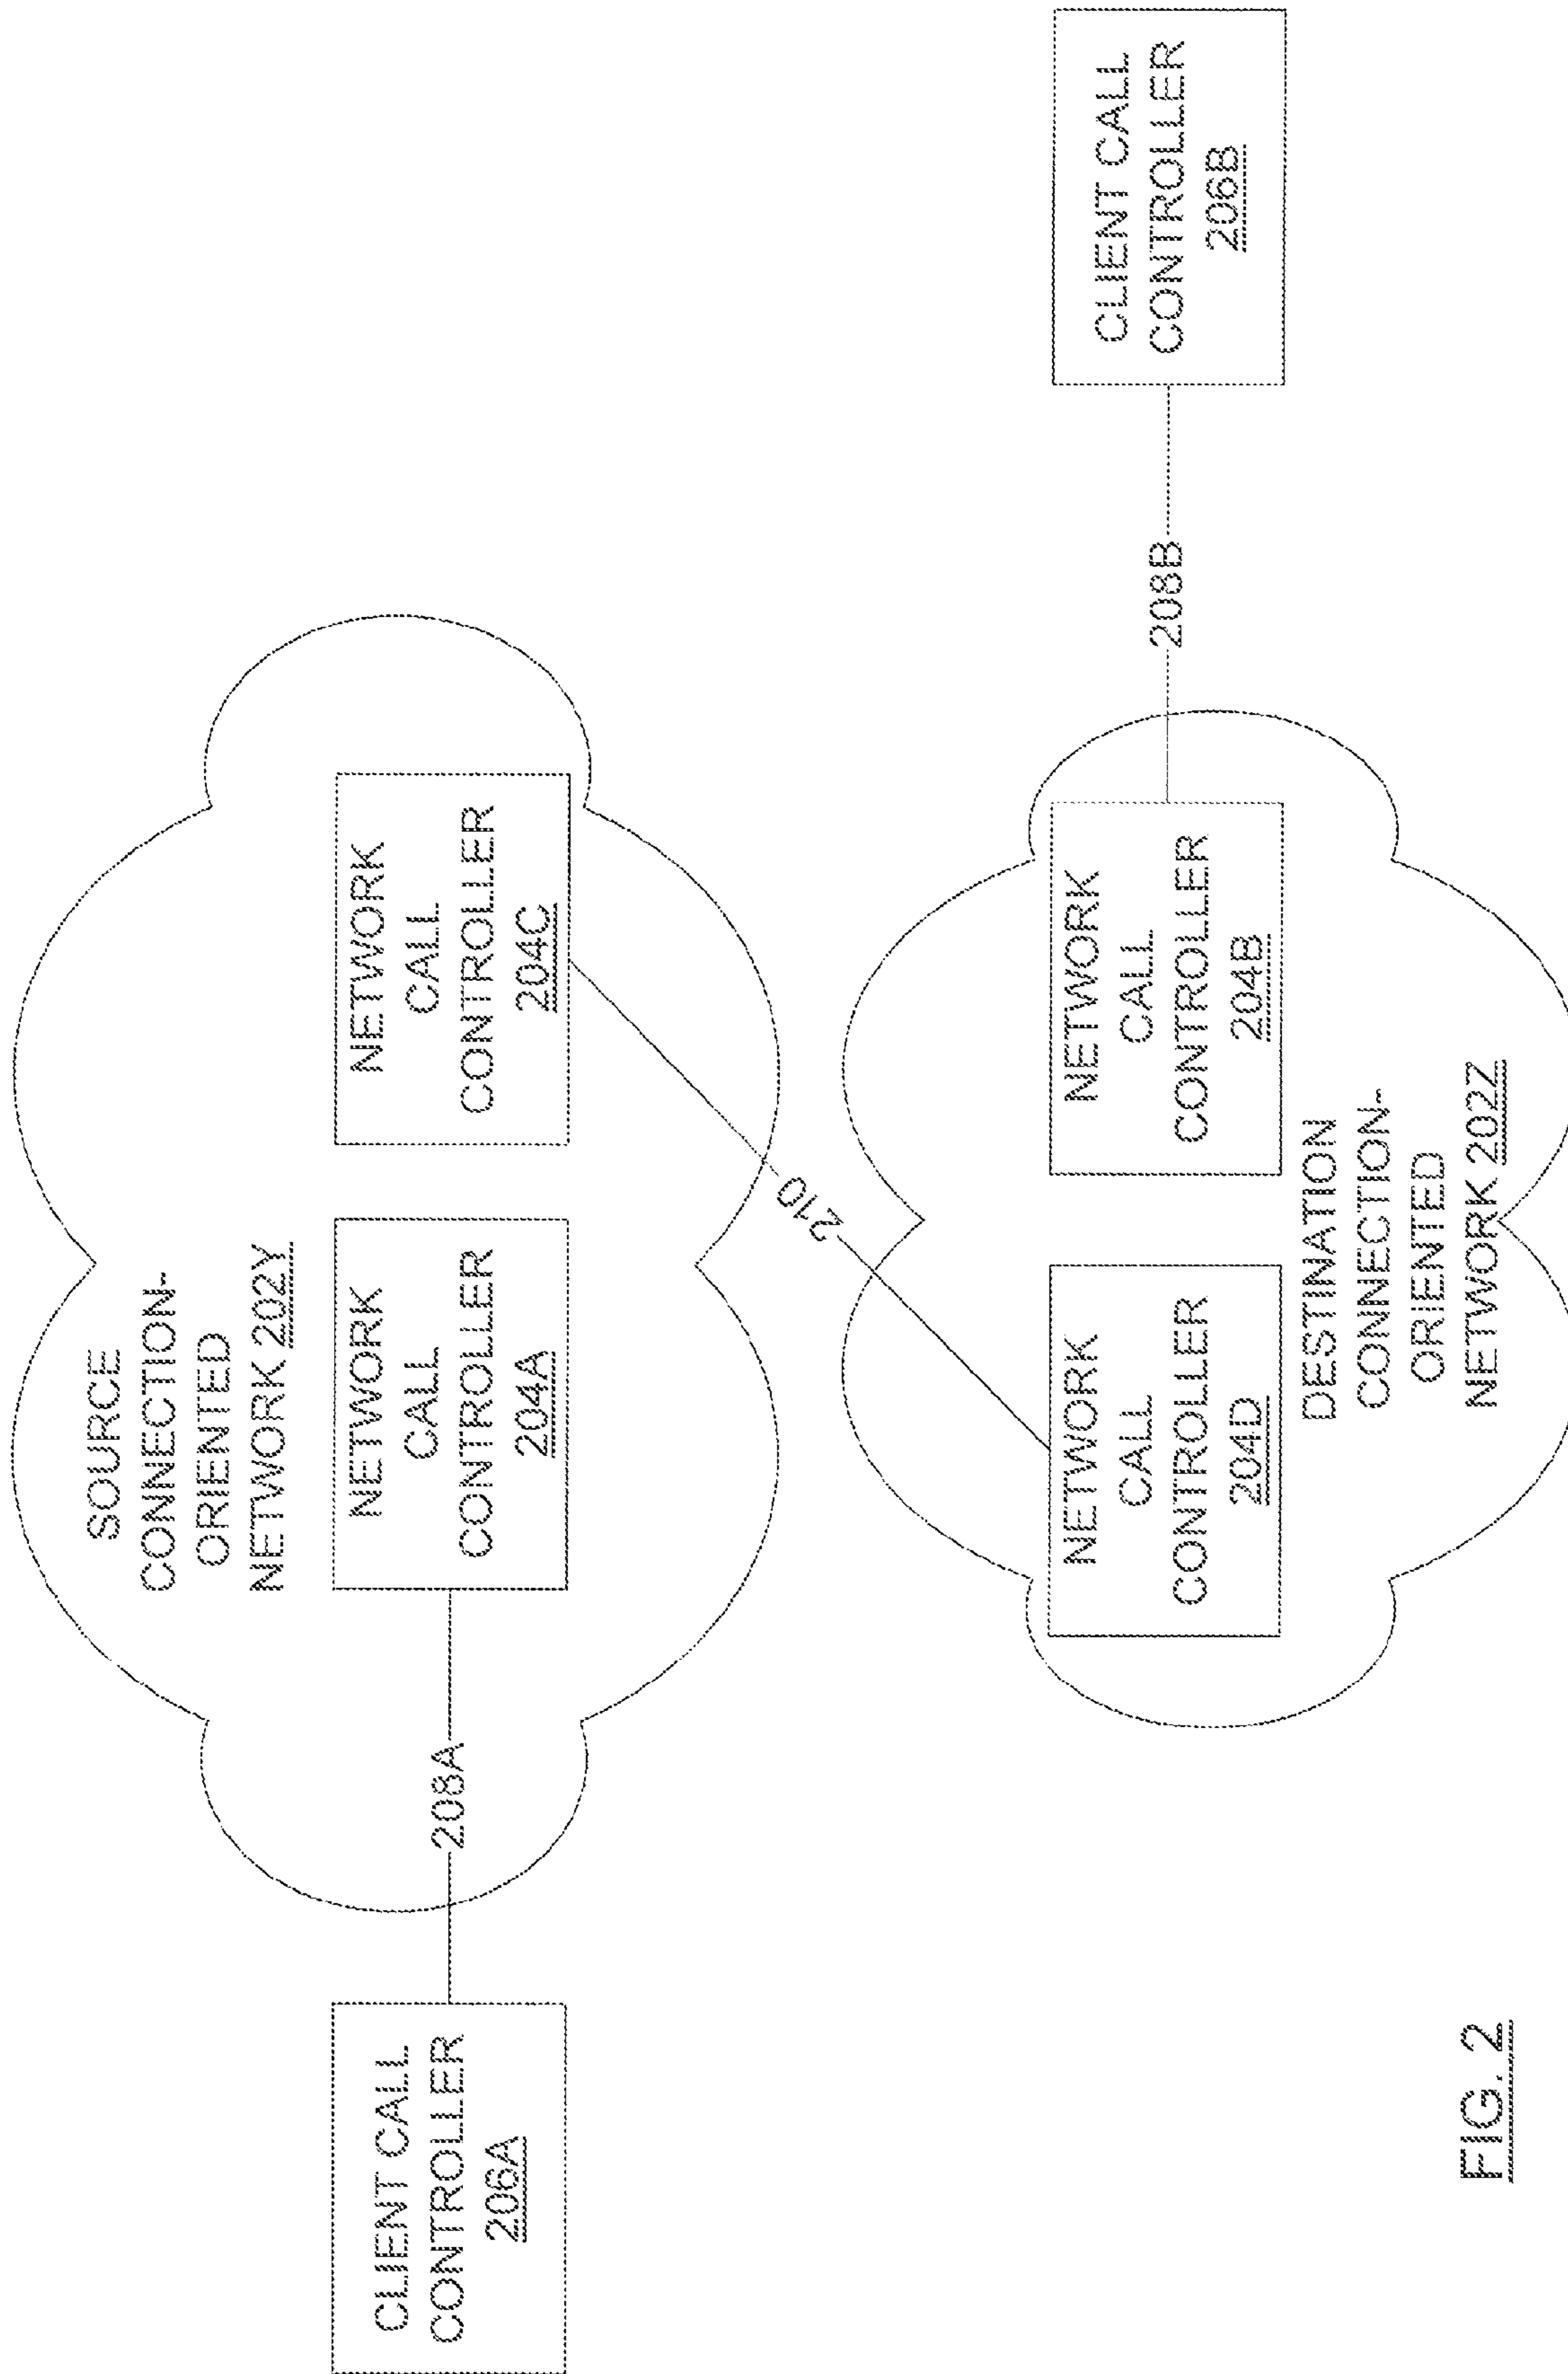 SOURCE
CONNECTION-
ORIENTED
NETWORK 202Y
CLIENT CALL
CONTROLLER
206A
208A
NETWORK
CALL
CONTROLLER
204A
NETWORK
CALL
CONTROLLER
204C
210
NETWORK
CALL
CONTROLLER
204D
NETWORK
CALL
CONTROLLER
204B
208B
CLIENT CALL
CONTROLLER
206B
DESTINATION
CONNECTION-
ORIENTED
NETWORK 202Z
FIG. 2